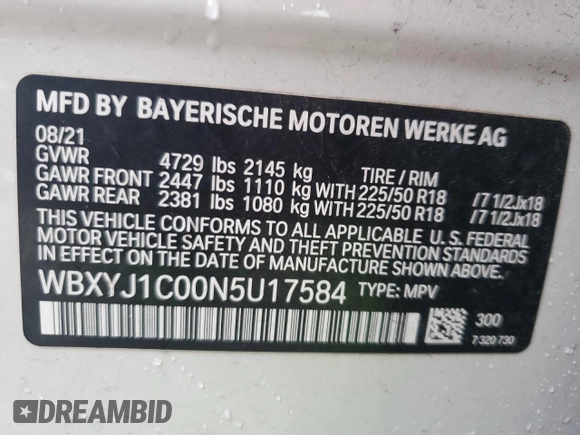 MFD BY BAYERISCHE MOTOREN WERKE AG
08/21
GVWR 4729 lbs 2145 kg TIRE / RIM
GAWR FRONT 2447 lbs 1110 kg WITH 225/50 R18 /7 1/2Jx18
GAWR REAR 2381 lbs 1080 kg WITH 225/50 R18 /7 1/2Jx18
THIS VEHICLE CONFORMS TO ALL APPLICABLE U. S. FEDERAL
MOTOR VEHICLE SAFETY AND THEFT PREVENTION STANDARDS
IN EFFECT ON THE DATE OF MANUFACTURE SHOWN ABOVE.
WBXYJ1C00N5U17584 TYPE: MPV
300
7 320 730
DREAMBID